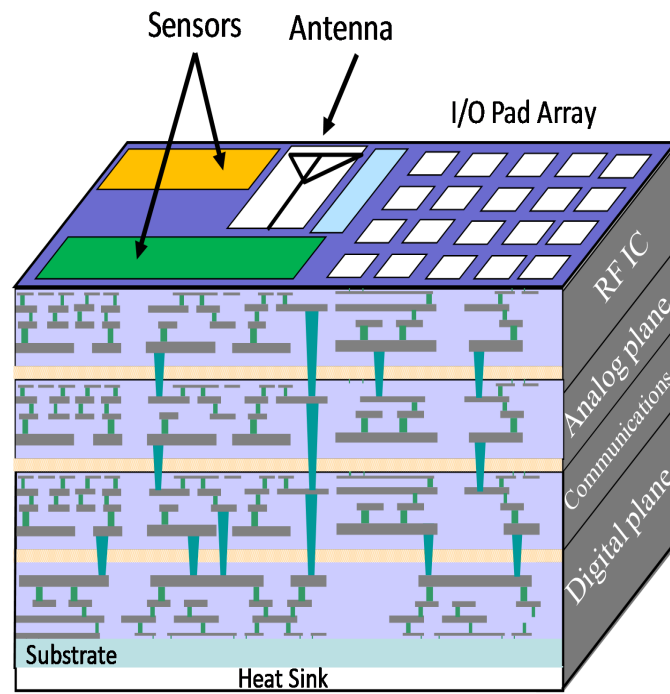 Sensors
Antenna
I/O Pad Array
RF IC
Analog plane
Communications
Digital plane
Substrate
Heat Sink